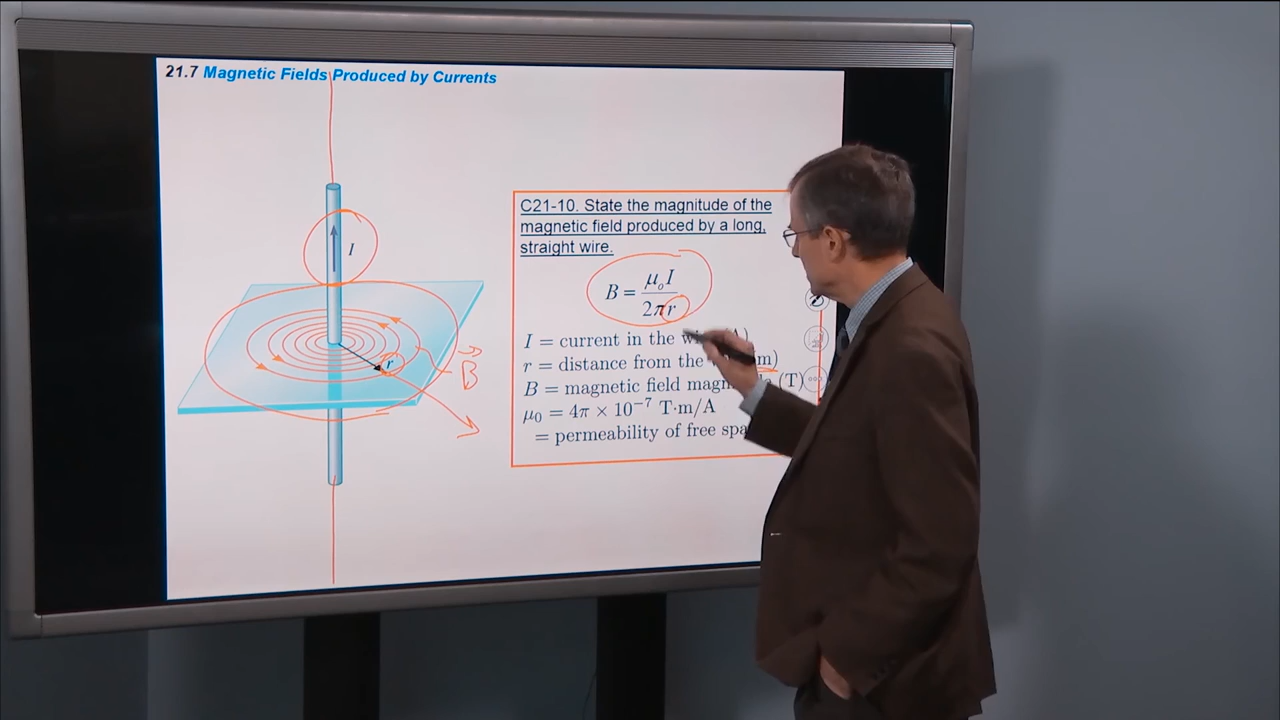 21.7 Magnetic Fields Produced by Currents
I
r
B
C21-10. State the magnitude of the
magnetic field produced by a long,
straight wire.
B = μ₀I / 2πr
I = current in the A)
r = distance from the m)
B = magnetic field (T)
μ₀ = 4π × 10⁻⁷ T·m/A
= permeability of free